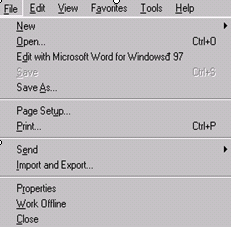 File Edit View Favorites Tools Help
New
Open... Ctrl+O
Edit with Microsoft Word for Windows® 97
Save Ctrl+S
Save As...
Page Setup...
Print... Ctrl+P
Send
Import and Export...
Properties
Work Offline
Close